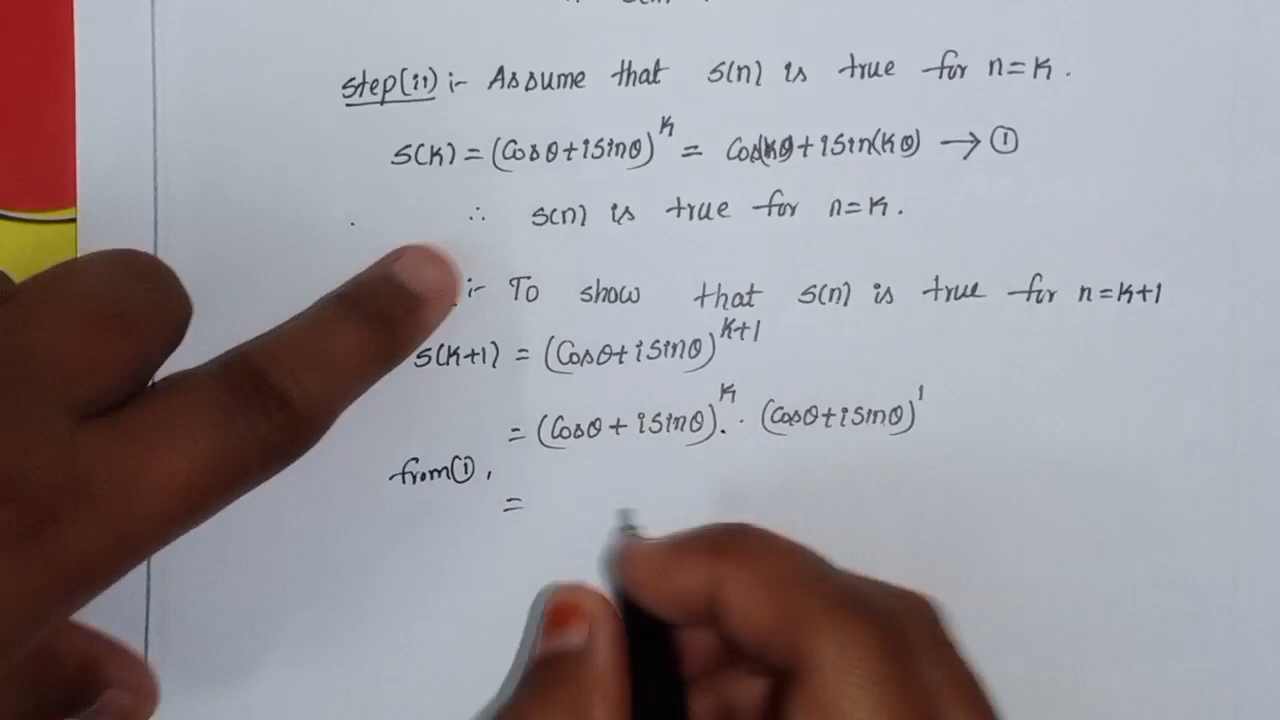 Step(ii) :- Assume that S(n) is true for n=K.
S(K) = (Cosθ+iSinθ)^K = Cos(Kθ)+iSin(Kθ) → ①
∴ S(n) is true for n=K.
:- To show that S(n) is true for n=K+1
S(K+1) = (Cosθ+iSinθ)^K+1
= (Cosθ+iSinθ)^K. · (Cosθ+iSinθ)^1
from①,
=